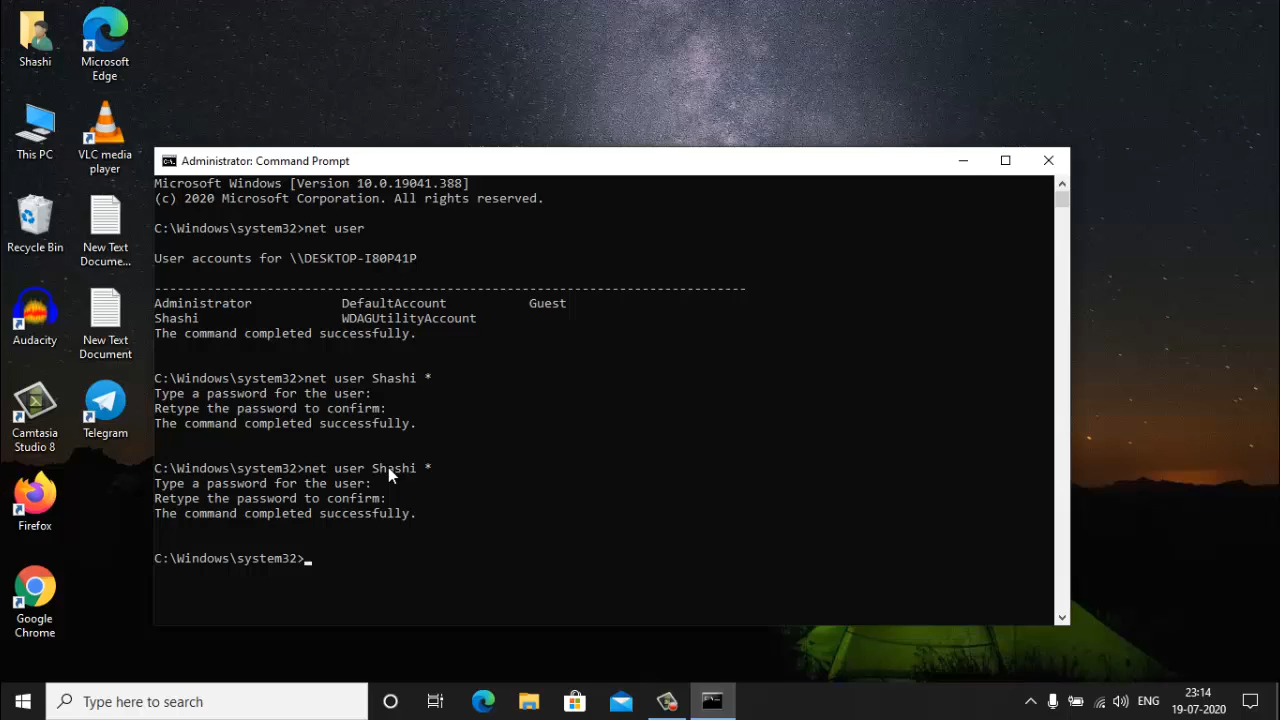 Shashi
Microsoft
Edge
This PC
VLC media
player
Recycle Bin
New Text
Docume...
Audacity
New Text
Document
Camtasia
Studio 8
Telegram
Firefox
Google
Chrome
Administrator: Command Prompt
Microsoft Windows [Version 10.0.19041.388]
(c) 2020 Microsoft Corporation. All rights reserved.
C:\Windows\system32>net user
User accounts for \\DESKTOP-I80P41P
-------------------------------------------------------------------------------
Administrator            DefaultAccount           Guest
Shashi                   WDAGUtilityAccount
The command completed successfully.
C:\Windows\system32>net user Shashi *
Type a password for the user:
Retype the password to confirm:
The command completed successfully.
C:\Windows\system32>net user Shashi *
Type a password for the user:
Retype the password to confirm:
The command completed successfully.
C:\Windows\system32>
Type here to search
ENG
23:14
19-07-2020